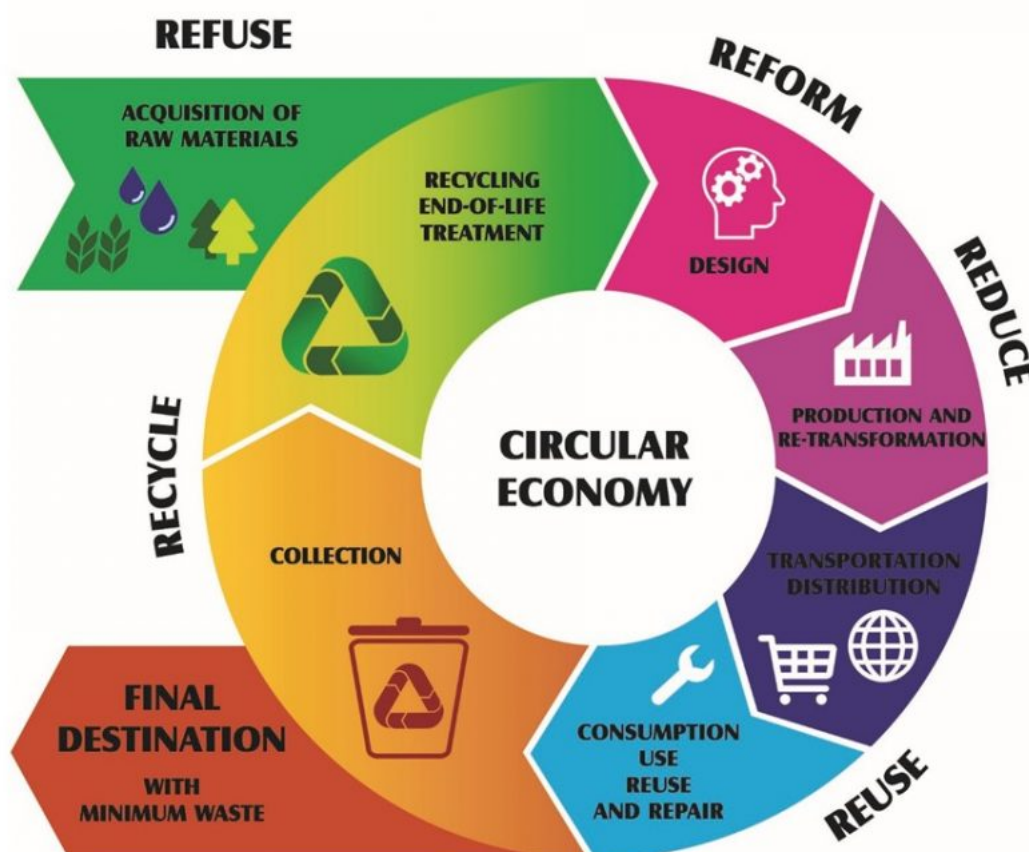 REFUSE
REFORM
ACQUISITION OF
RAW MATERIALS
RECYCLING
END-OF-LIFE
TREATMENT
DESIGN
REDUCE
PRODUCTION AND
RE-TRANSFORMATION
RECYCLE
CIRCULAR
ECONOMY
COLLECTION
TRANSPORTATION
DISTRIBUTION
FINAL
DESTINATION
WITH
MINIMUM WASTE
CONSUMPTION
USE
REUSE
AND REPAIR
REUSE